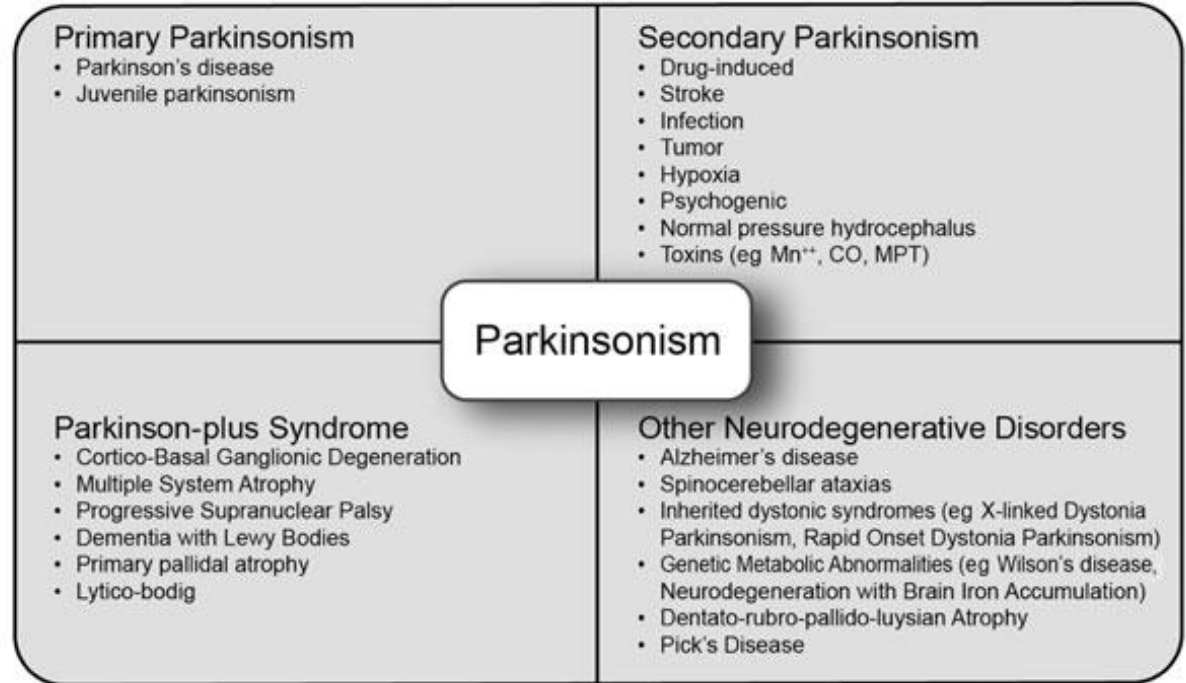 Primary Parkinsonism
• Parkinson's disease
• Juvenile parkinsonism
Secondary Parkinsonism
• Drug-induced
• Stroke
• Infection
• Tumor
• Hypoxia
• Psychogenic
• Normal pressure hydrocephalus
• Toxins (eg Mn⁺⁺, CO, MPT)
Parkinsonism
Parkinson-plus Syndrome
• Cortico-Basal Ganglionic Degeneration
• Multiple System Atrophy
• Progressive Supranuclear Palsy
• Dementia with Lewy Bodies
• Primary pallidal atrophy
• Lytico-bodig
Other Neurodegenerative Disorders
• Alzheimer's disease
• Spinocerebellar ataxias
• Inherited dystonic syndromes (eg X-linked Dystonia
Parkinsonism, Rapid Onset Dystonia Parkinsonism)
• Genetic Metabolic Abnormalities (eg Wilson's disease,
Neurodegeneration with Brain Iron Accumulation)
• Dentato-rubro-pallido-luysian Atrophy
• Pick's Disease